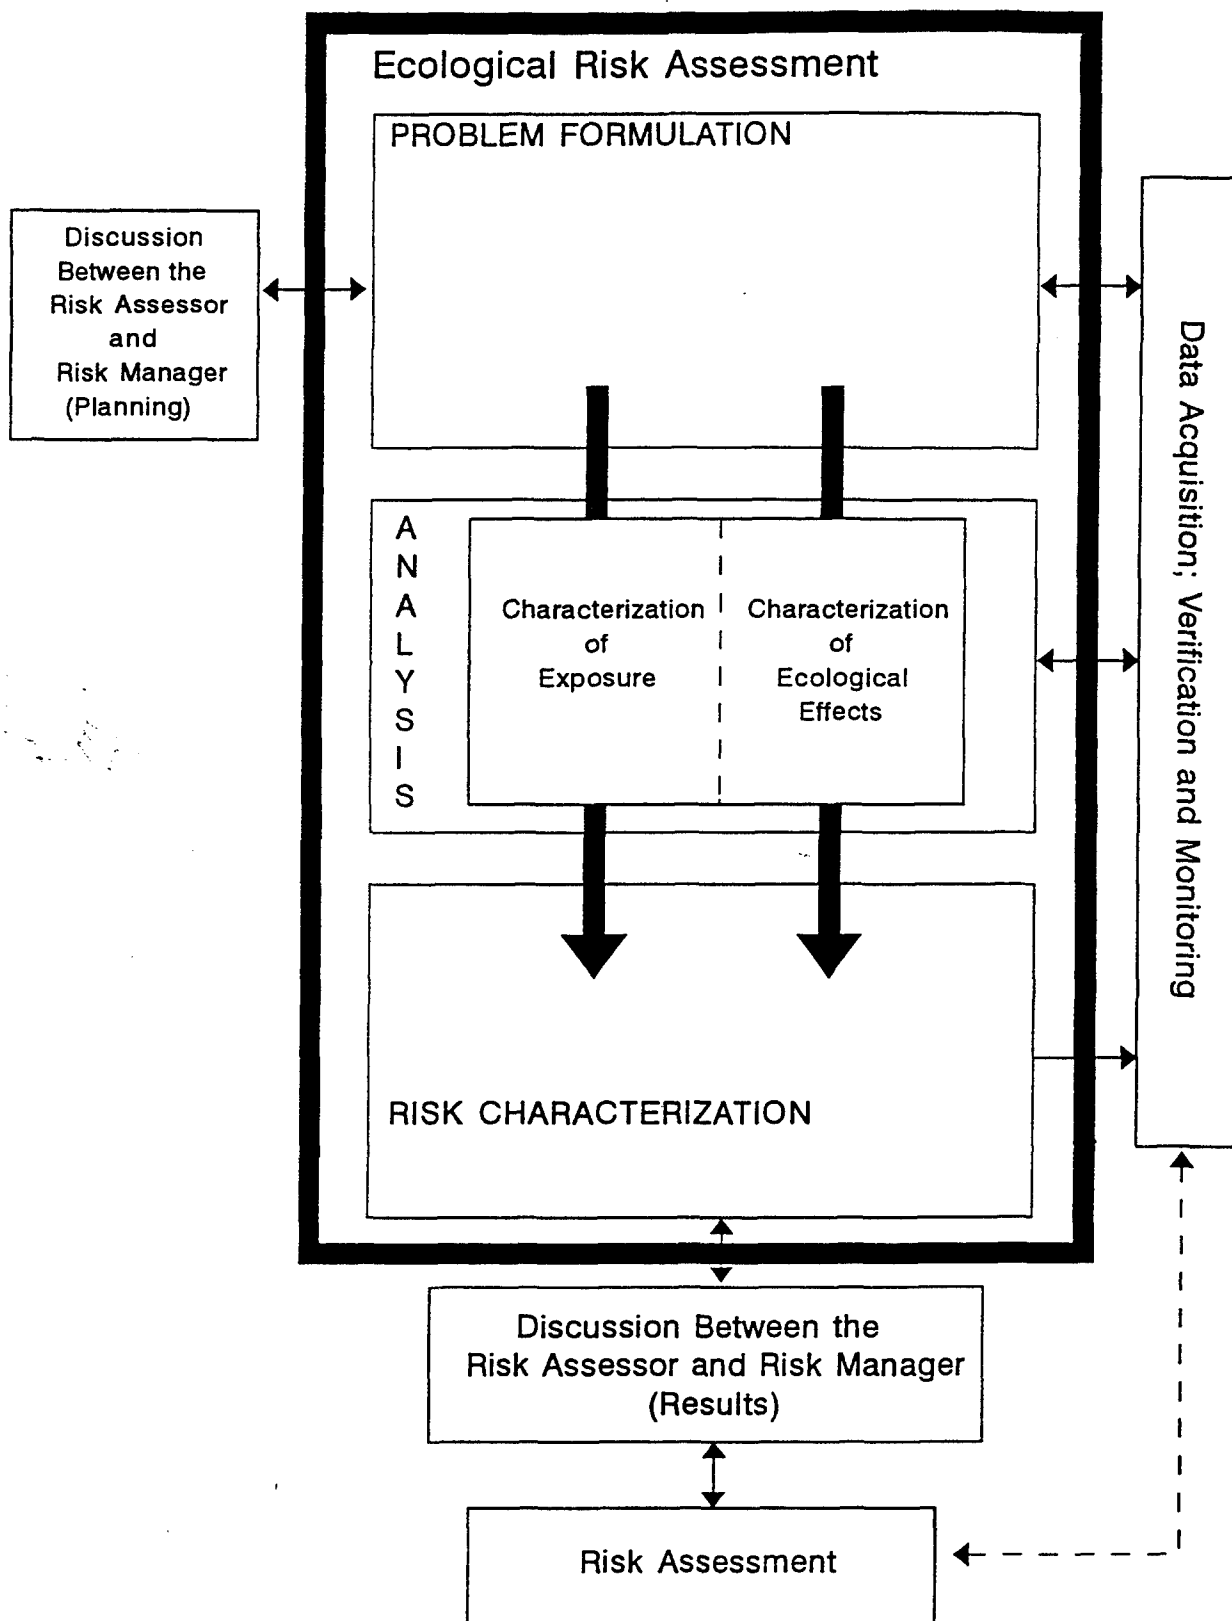 Ecological Risk Assessment
PROBLEM FORMULATION
Discussion
Between the
Risk Assessor
and
Risk Manager
(Planning)
ANALYSIS
Characterization
of
Exposure
Characterization
of
Ecological
Effects
Data Acquisition; Verification and Monitoring
RISK CHARACTERIZATION
Discussion Between the
Risk Assessor and Risk Manager
(Results)
Risk Assessment